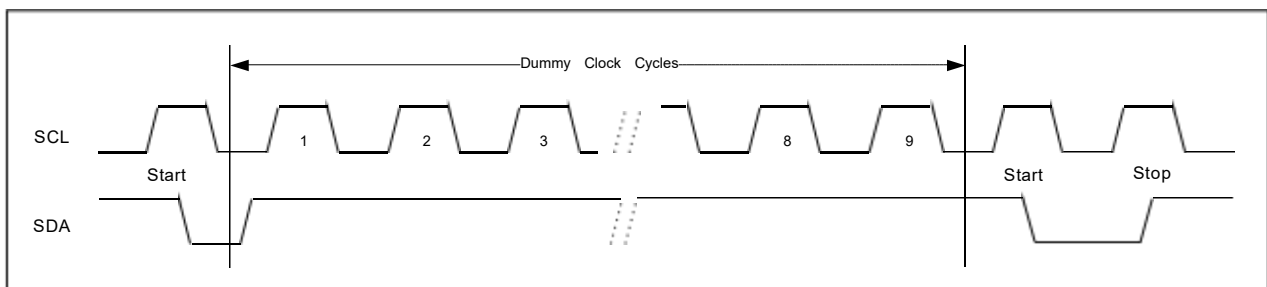 Dummy Clock Cycles
SCL
1 2 3 8 9
Start Start Stop
SDA